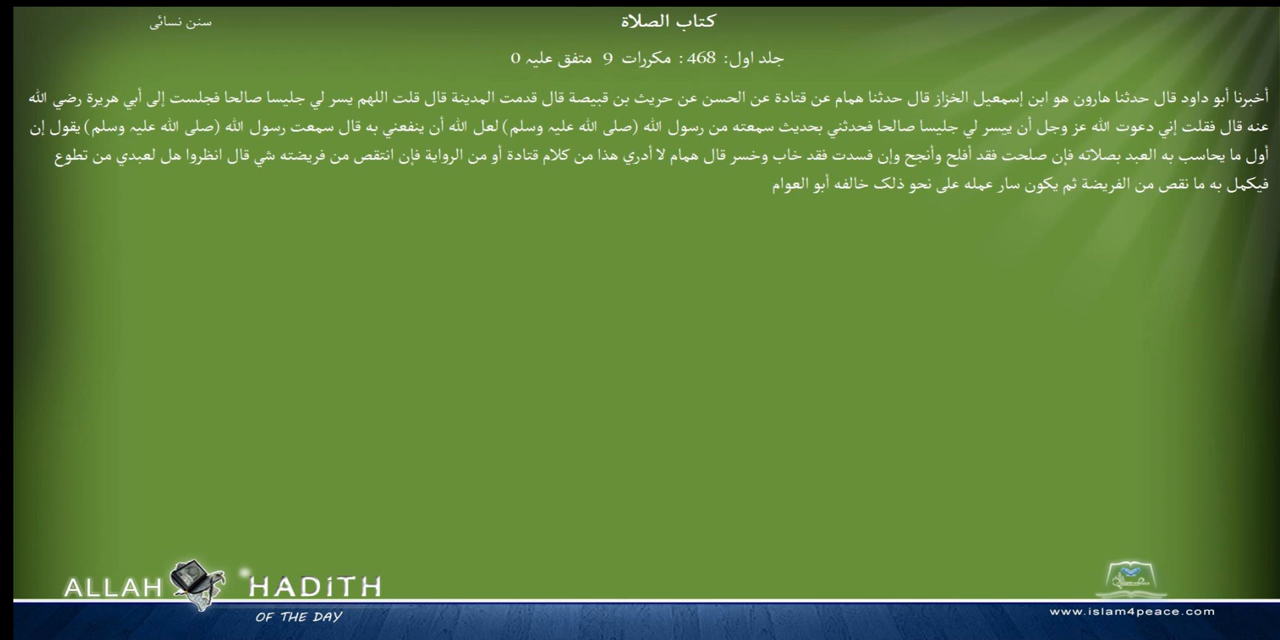 كتاب الصلاة
سنن نسائی
جلد اول: 468 : مکررات 9 متفق علیہ 0
أخبرنا أبو داود قال حدثنا هارون هو ابن إسمعيل الخزاز قال حدثنا همام عن قتادة عن الحسن عن حريث بن قبيصة قال قدمت المدينة قال قلت اللهم يسر لي جليسا صالحا فجلست إلى أبي هريرة رضي الله
عنه قال فقلت إني دعوت الله عز وجل أن ييسر لي جليسا صالحا فحدثني بحديث سمعته من رسول الله (صلى الله عليہ وسلم) لعل الله أن ينفعني به قال سمعت رسول الله (صلى الله عليہ وسلم) يقول إن
أول ما يحاسب به العبد بصلاته فإن صلحت فقد أفلح وأنجح وإن فسدت فقد خاب وخسر قال همام لا أدري هذا من كلام قتادة أو من الرواية فإن انتقص من فريضته شي قال انظروا هل لعبدي من تطوع
فيكمل به ما نقص من الفريضة ثم يكون سار عمله على نحو ذلک خالفه أبو العوام
ALLAH HADITH
OF THE DAY
www.islam4peace.com